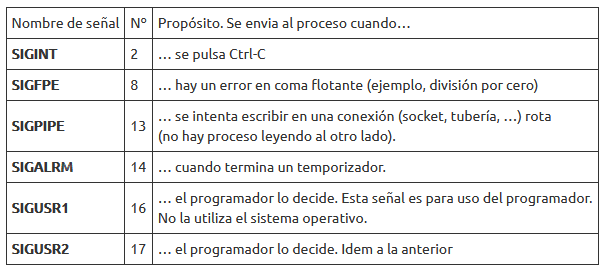 Nombre de señal Nº Propósito. Se envia al proceso cuando…
SIGINT 2 … se pulsa Ctrl-C
SIGFPE 8 … hay un error en coma flotante (ejemplo, división por cero)
SIGPIPE 13 … se intenta escribir en una conexión (socket, tubería, …) rota
(no hay proceso leyendo al otro lado).
SIGALRM 14 … cuando termina un temporizador.
SIGUSR1 16 … el programador lo decide. Esta señal es para uso del programador.
No la utiliza el sistema operativo.
SIGUSR2 17 … el programador lo decide. Idem a la anterior